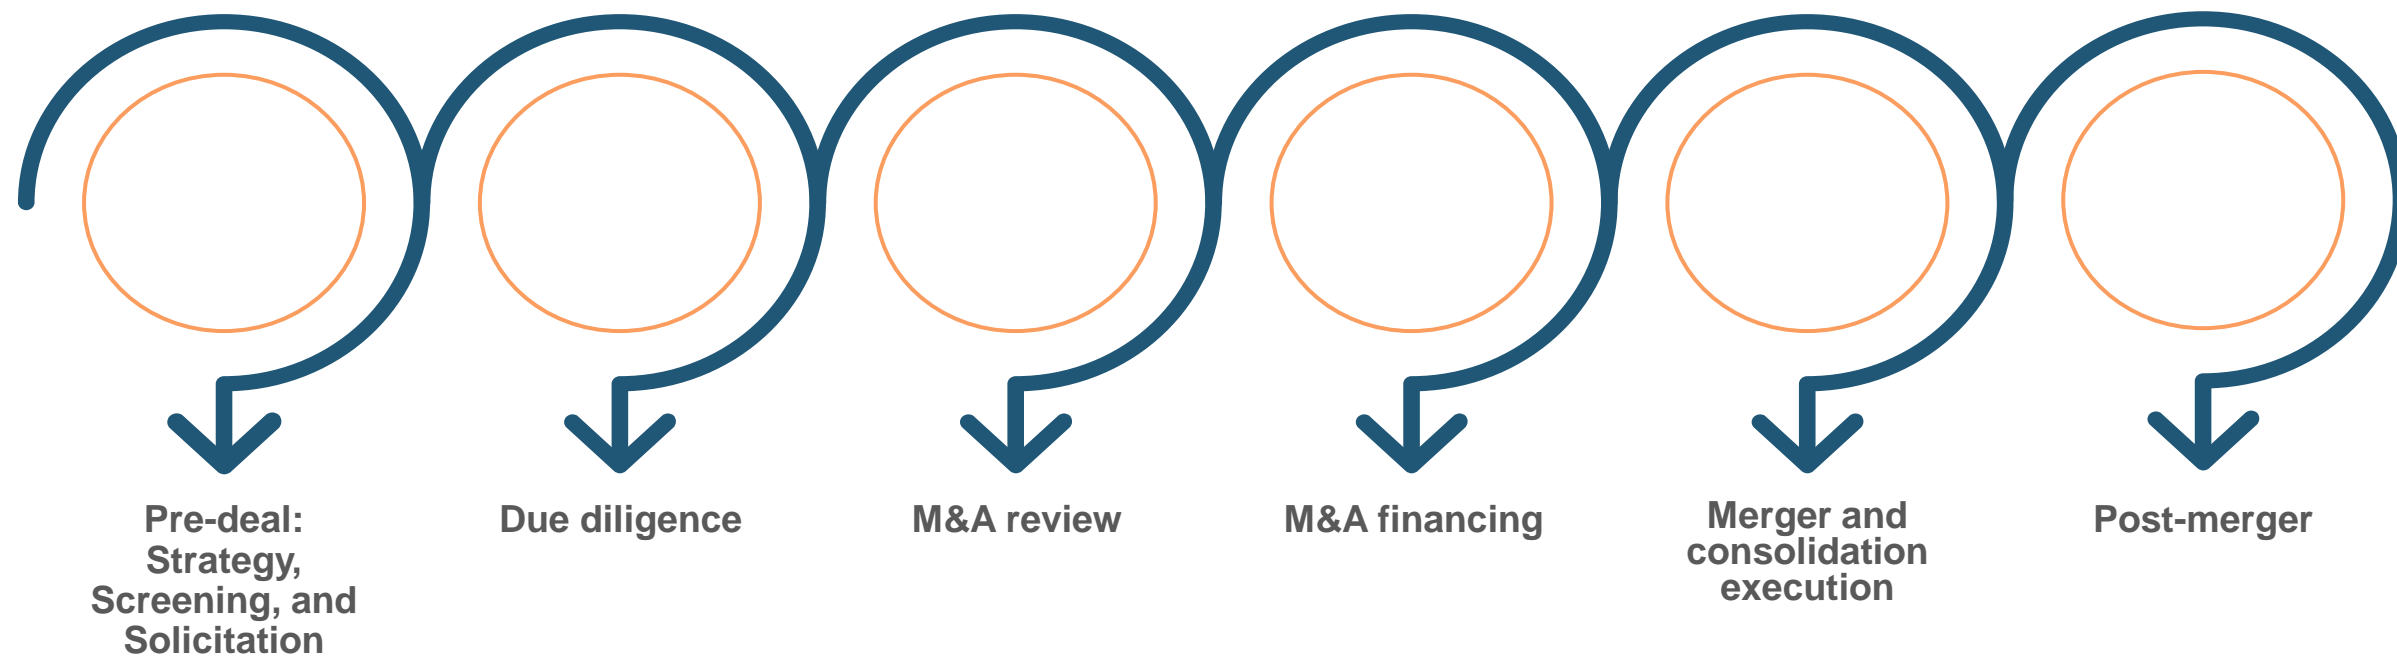 Pre-deal:
Strategy,
Screening, and
Solicitation
Due diligence
M&A review
M&A financing
Merger and
consolidation
execution
Post-merger